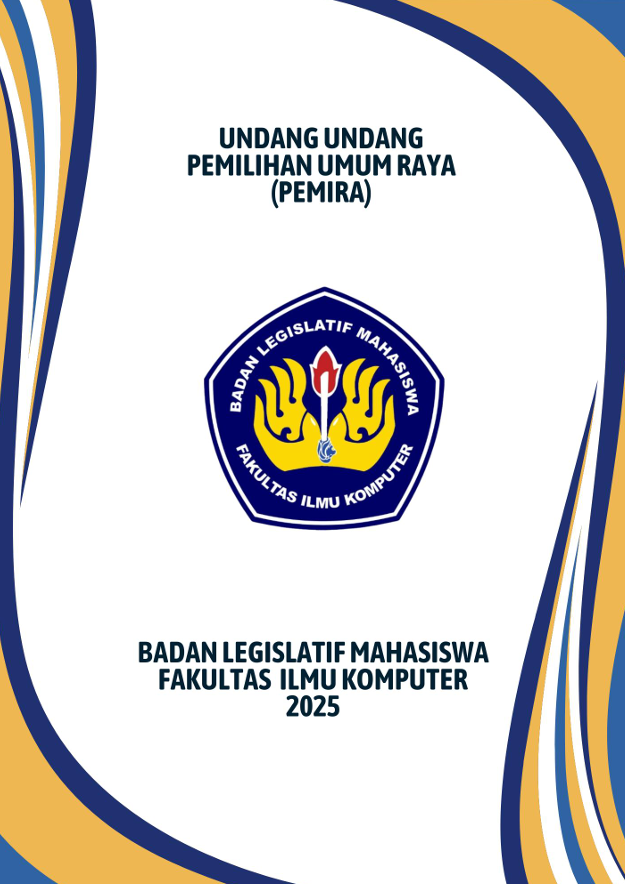 UNDANG UNDANG
PEMILIHAN UMUM RAYA
(PEMIRA)
BADAN LEGISLATIF MAHASISWA
FAKULTAS ILMU KOMPUTER
BADAN LEGISLATIF MAHASISWA
FAKULTAS ILMU KOMPUTER
2025